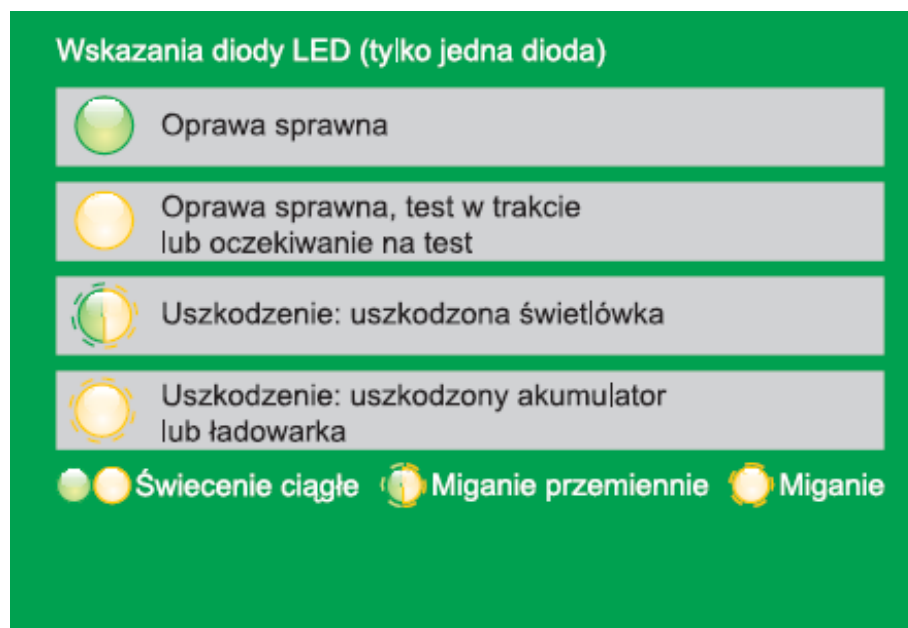 Wskazania diody LED (tylko jedna dioda)
Oprawa sprawna
Oprawa sprawna, test w trakcie
lub oczekiwanie na test
Uszkodzenie: uszkodzona świetlówka
Uszkodzenie: uszkodzony akumulator
lub ładowarka
Świecenie ciągłe Miganie przemiennie Miganie